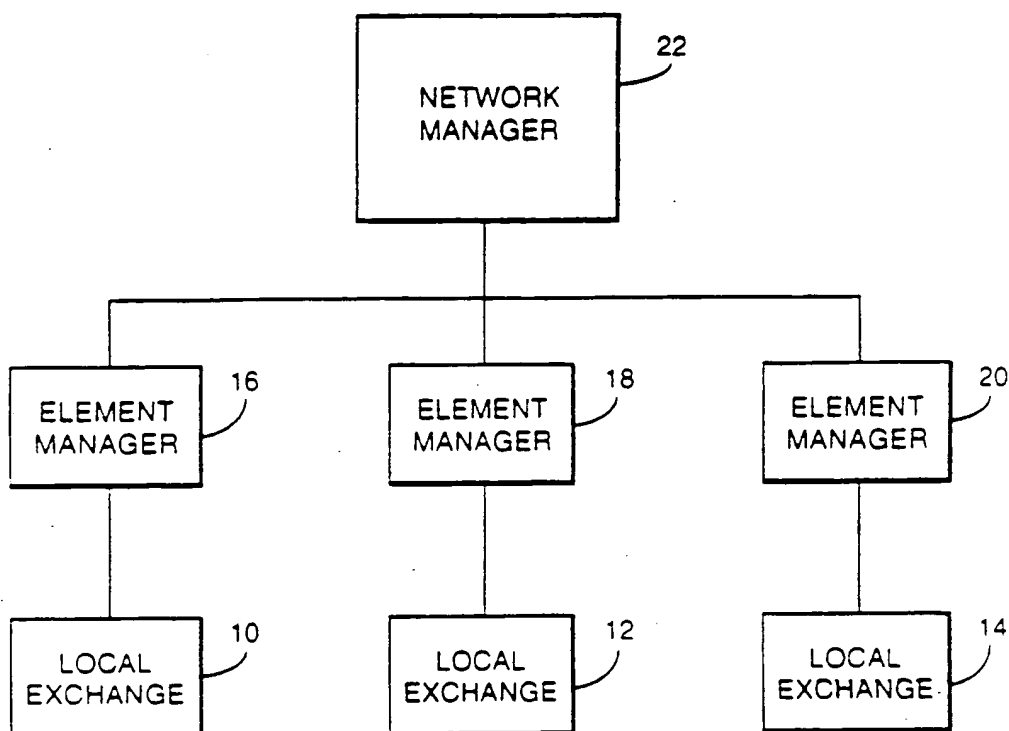 22
NETWORK
MANAGER
16
ELEMENT
MANAGER
18
ELEMENT
MANAGER
20
ELEMENT
MANAGER
10
LOCAL
EXCHANGE
12
LOCAL
EXCHANGE
14
LOCAL
EXCHANGE